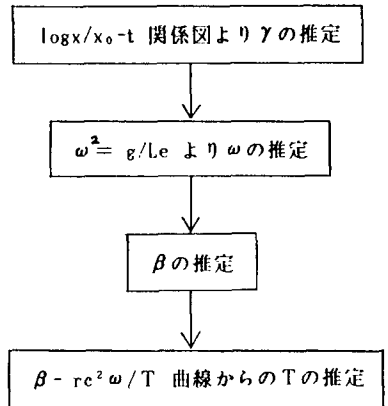 logx/x₀-t 関係図よりγの推定
ω²= g/Le よりωの推定
βの推定
β- rc²ω/T 曲線からのTの推定